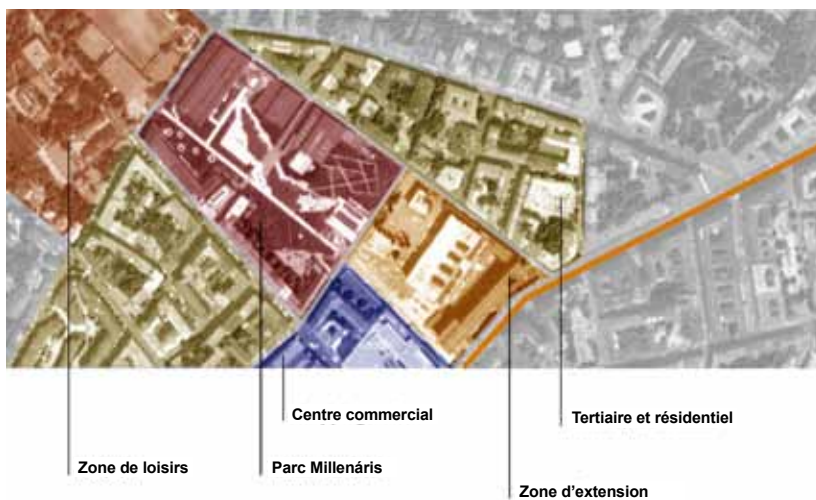 Centre commercial
Tertiaire et résidentiel
Zone de loisirs
Parc Millenáris
Zone d'extension